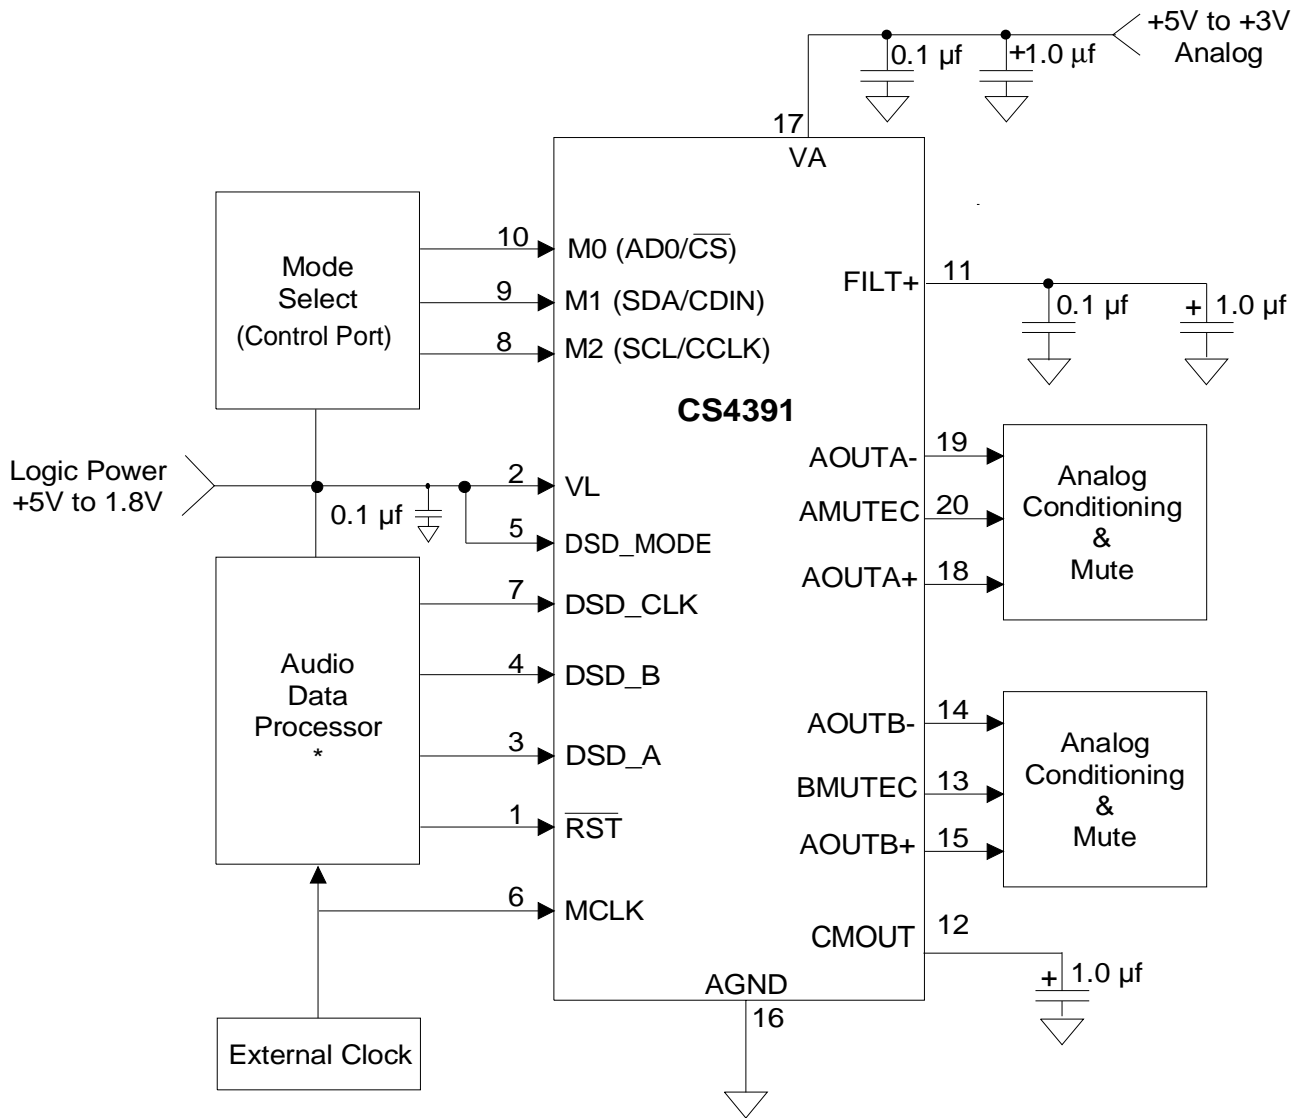 +5V to +3V
Analog
0.1 µf
+
1.0 µf
17
VA
Mode
Select
(Control Port)
10
M0 (AD0/C̅S̅)
9
M1 (SDA/CDIN)
8
M2 (SCL/CCLK)
FILT+
11
0.1 µf
+
1.0 µf
CS4391
Logic Power
+5V to 1.8V
0.1 µf
2
VL
5
DSD_MODE
AOUTA-
19
AMUTEC
20
AOUTA+
18
Analog
Conditioning
&
Mute
Audio
Data
Processor
*
7
DSD_CLK
4
DSD_B
3
DSD_A
1
R̅S̅T̅
6
MCLK
AOUTB-
14
BMUTEC
13
AOUTB+
15
Analog
Conditioning
&
Mute
CMOUT
12
+
1.0 µf
AGND
16
External Clock